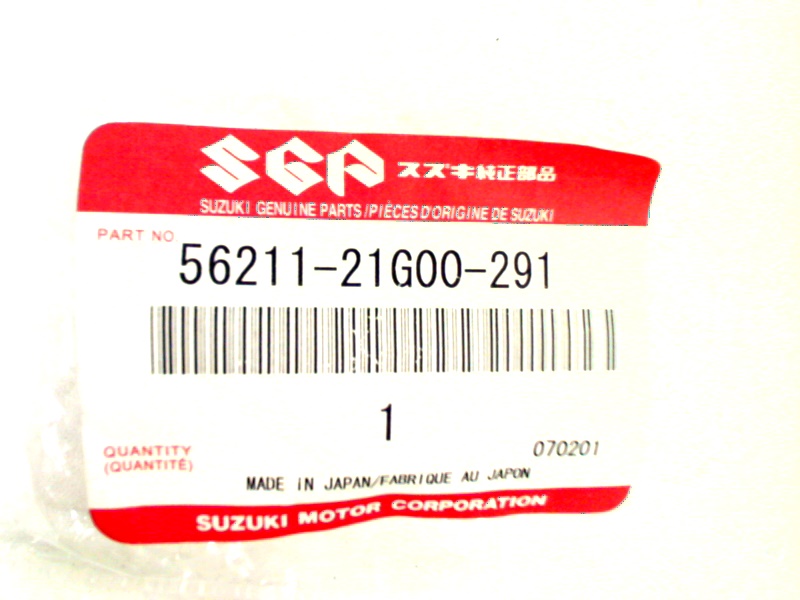 SGP スズキ純正部品
SUZUKI GENUINE PARTS/PIÈCES D'ORIGINE DE SUZUKI
PART NO.
56211-21G00-291
1
QUANTITY
(QUANTITÉ)
070201
MADE IN JAPAN/FABRIQUE AU JAPON
SUZUKI MOTOR CORPORATION